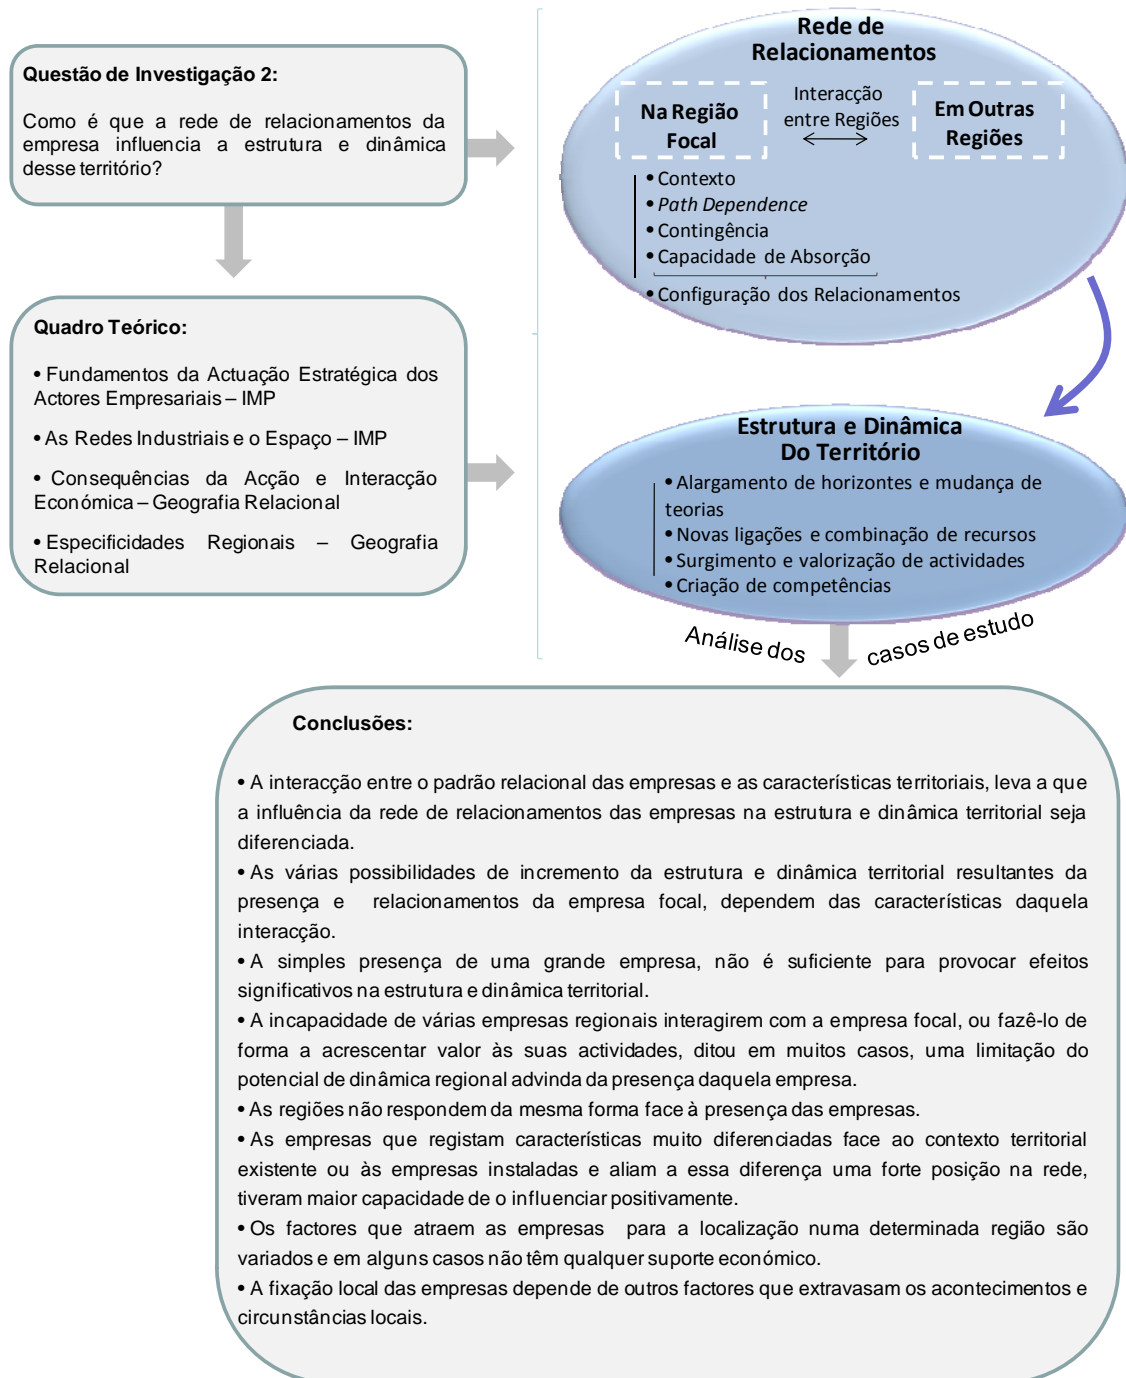 Questão de Investigação 2:
Como é que a rede de relacionamentos da
empresa influencia a estrutura e dinâmica
desse território?
Quadro Teórico:
• Fundamentos da Actuação Estratégica dos
Actores Empresariais – IMP
• As Redes Industriais e o Espaço – IMP
• Consequências da Acção e Interacção
Económica – Geografia Relacional
• Especificidades Regionais – Geografia
Relacional
Rede de
Relacionamentos
Na Região
Focal
Interacção
entre Regiões
Em Outras
Regiões
• Contexto
• Path Dependence
• Contingência
• Capacidade de Absorção
• Configuração dos Relacionamentos
Estrutura e Dinâmica
Do Território
• Alargamento de horizontes e mudança de
teorias
• Novas ligações e combinação de recursos
• Surgimento e valorização de actividades
• Criação de competências
Análise dos casos de estudo
Conclusões:
• A interacção entre o padrão relacional das empresas e as características territoriais, leva a que
a influência da rede de relacionamentos das empresas na estrutura e dinâmica territorial seja
diferenciada.
• As várias possibilidades de incremento da estrutura e dinâmica territorial resultantes da
presença e relacionamentos da empresa focal, dependem das características daquela
interacção.
• A simples presença de uma grande empresa, não é suficiente para provocar efeitos
significativos na estrutura e dinâmica territorial.
• A incapacidade de várias empresas regionais interagirem com a empresa focal, ou fazê-lo de
forma a acrescentar valor às suas actividades, ditou em muitos casos, uma limitação do
potencial de dinâmica regional advinda da presença daquela empresa.
• As regiões não respondem da mesma forma face à presença das empresas.
• As empresas que registam características muito diferenciadas face ao contexto territorial
existente ou às empresas instaladas e aliam a essa diferença uma forte posição na rede,
tiveram maior capacidade de o influenciar positivamente.
• Os factores que atraem as empresas para a localização numa determinada região são
variados e em alguns casos não têm qualquer suporte económico.
• A fixação local das empresas depende de outros factores que extravasam os acontecimentos e
circunstâncias locais.